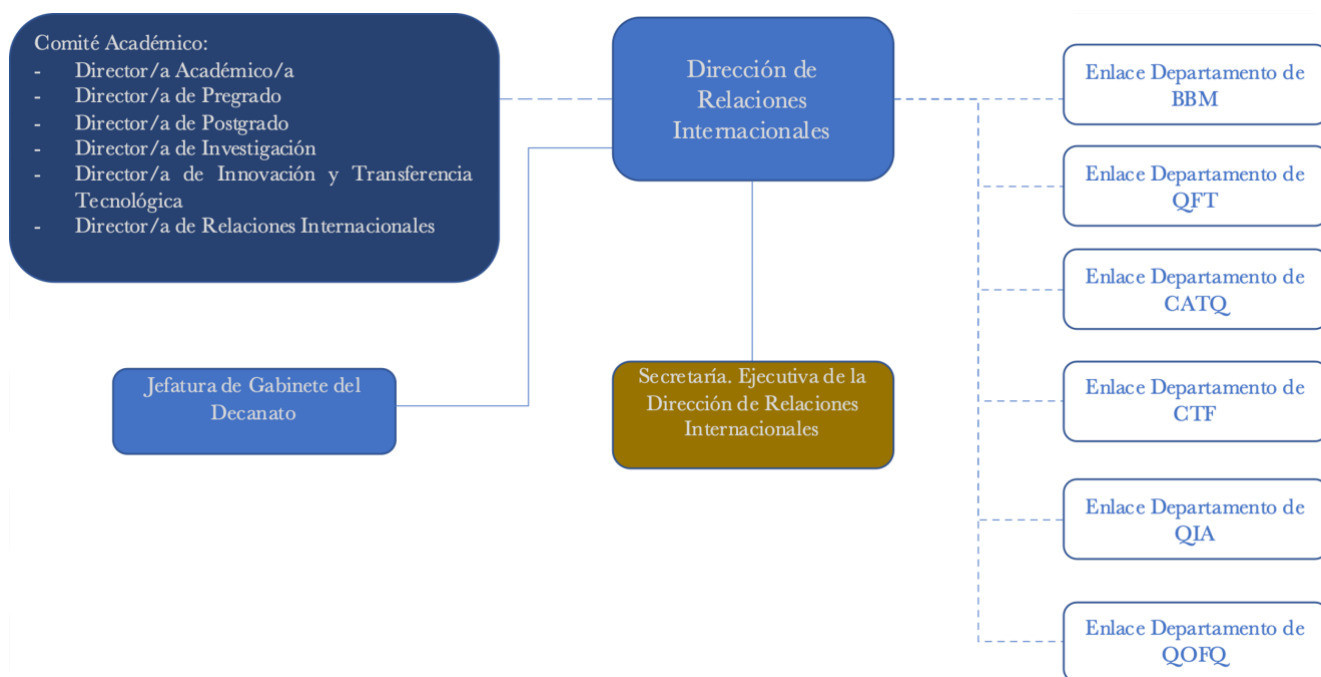 Comité Académico:
- Director/a Académico/a
- Director/a de Pregrado
- Director/a de Postgrado
- Director/a de Investigación
- Director/a de Innovación y Transferencia
Tecnológica
- Director/a de Relaciones Internacionales
Dirección de
Relaciones
Internacionales
Jefatura de Gabinete del
Decanato
Secretaría. Ejecutiva de la
Dirección de Relaciones
Internacionales
Enlace Departamento de
BBM
Enlace Departamento de
QFT
Enlace Departamento de
CATQ
Enlace Departamento de
CTF
Enlace Departamento de
QIA
Enlace Departamento de
QOFQ